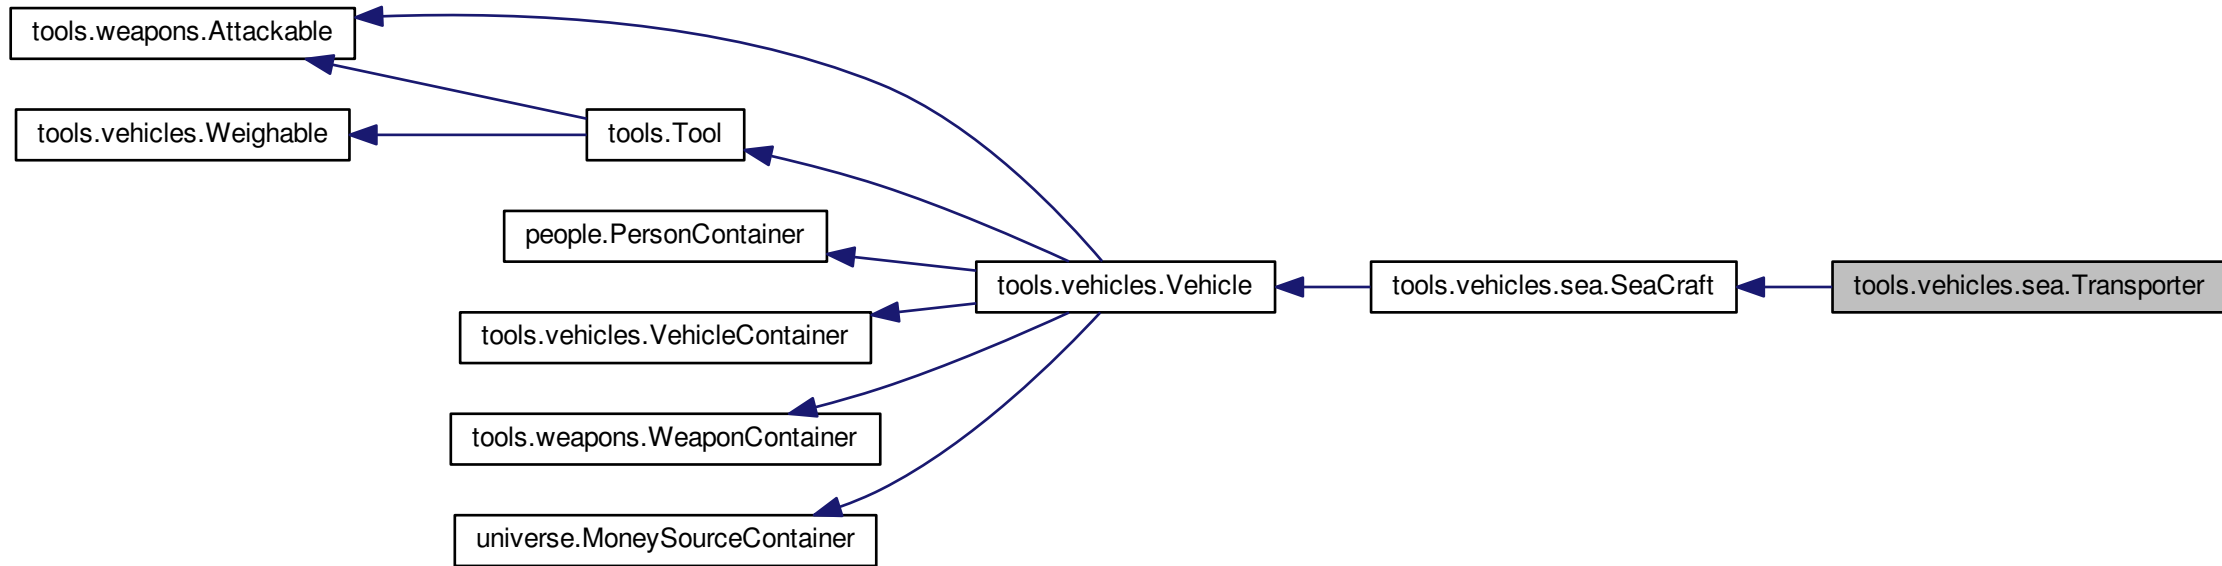 tools.weapons.Attackable
tools.vehicles.Weighable
tools.Tool
people.PersonContainer
tools.vehicles.VehicleContainer
tools.weapons.WeaponContainer
universe.MoneySourceContainer
tools.vehicles.Vehicle
tools.vehicles.sea.SeaCraft
tools.vehicles.sea.Transporter